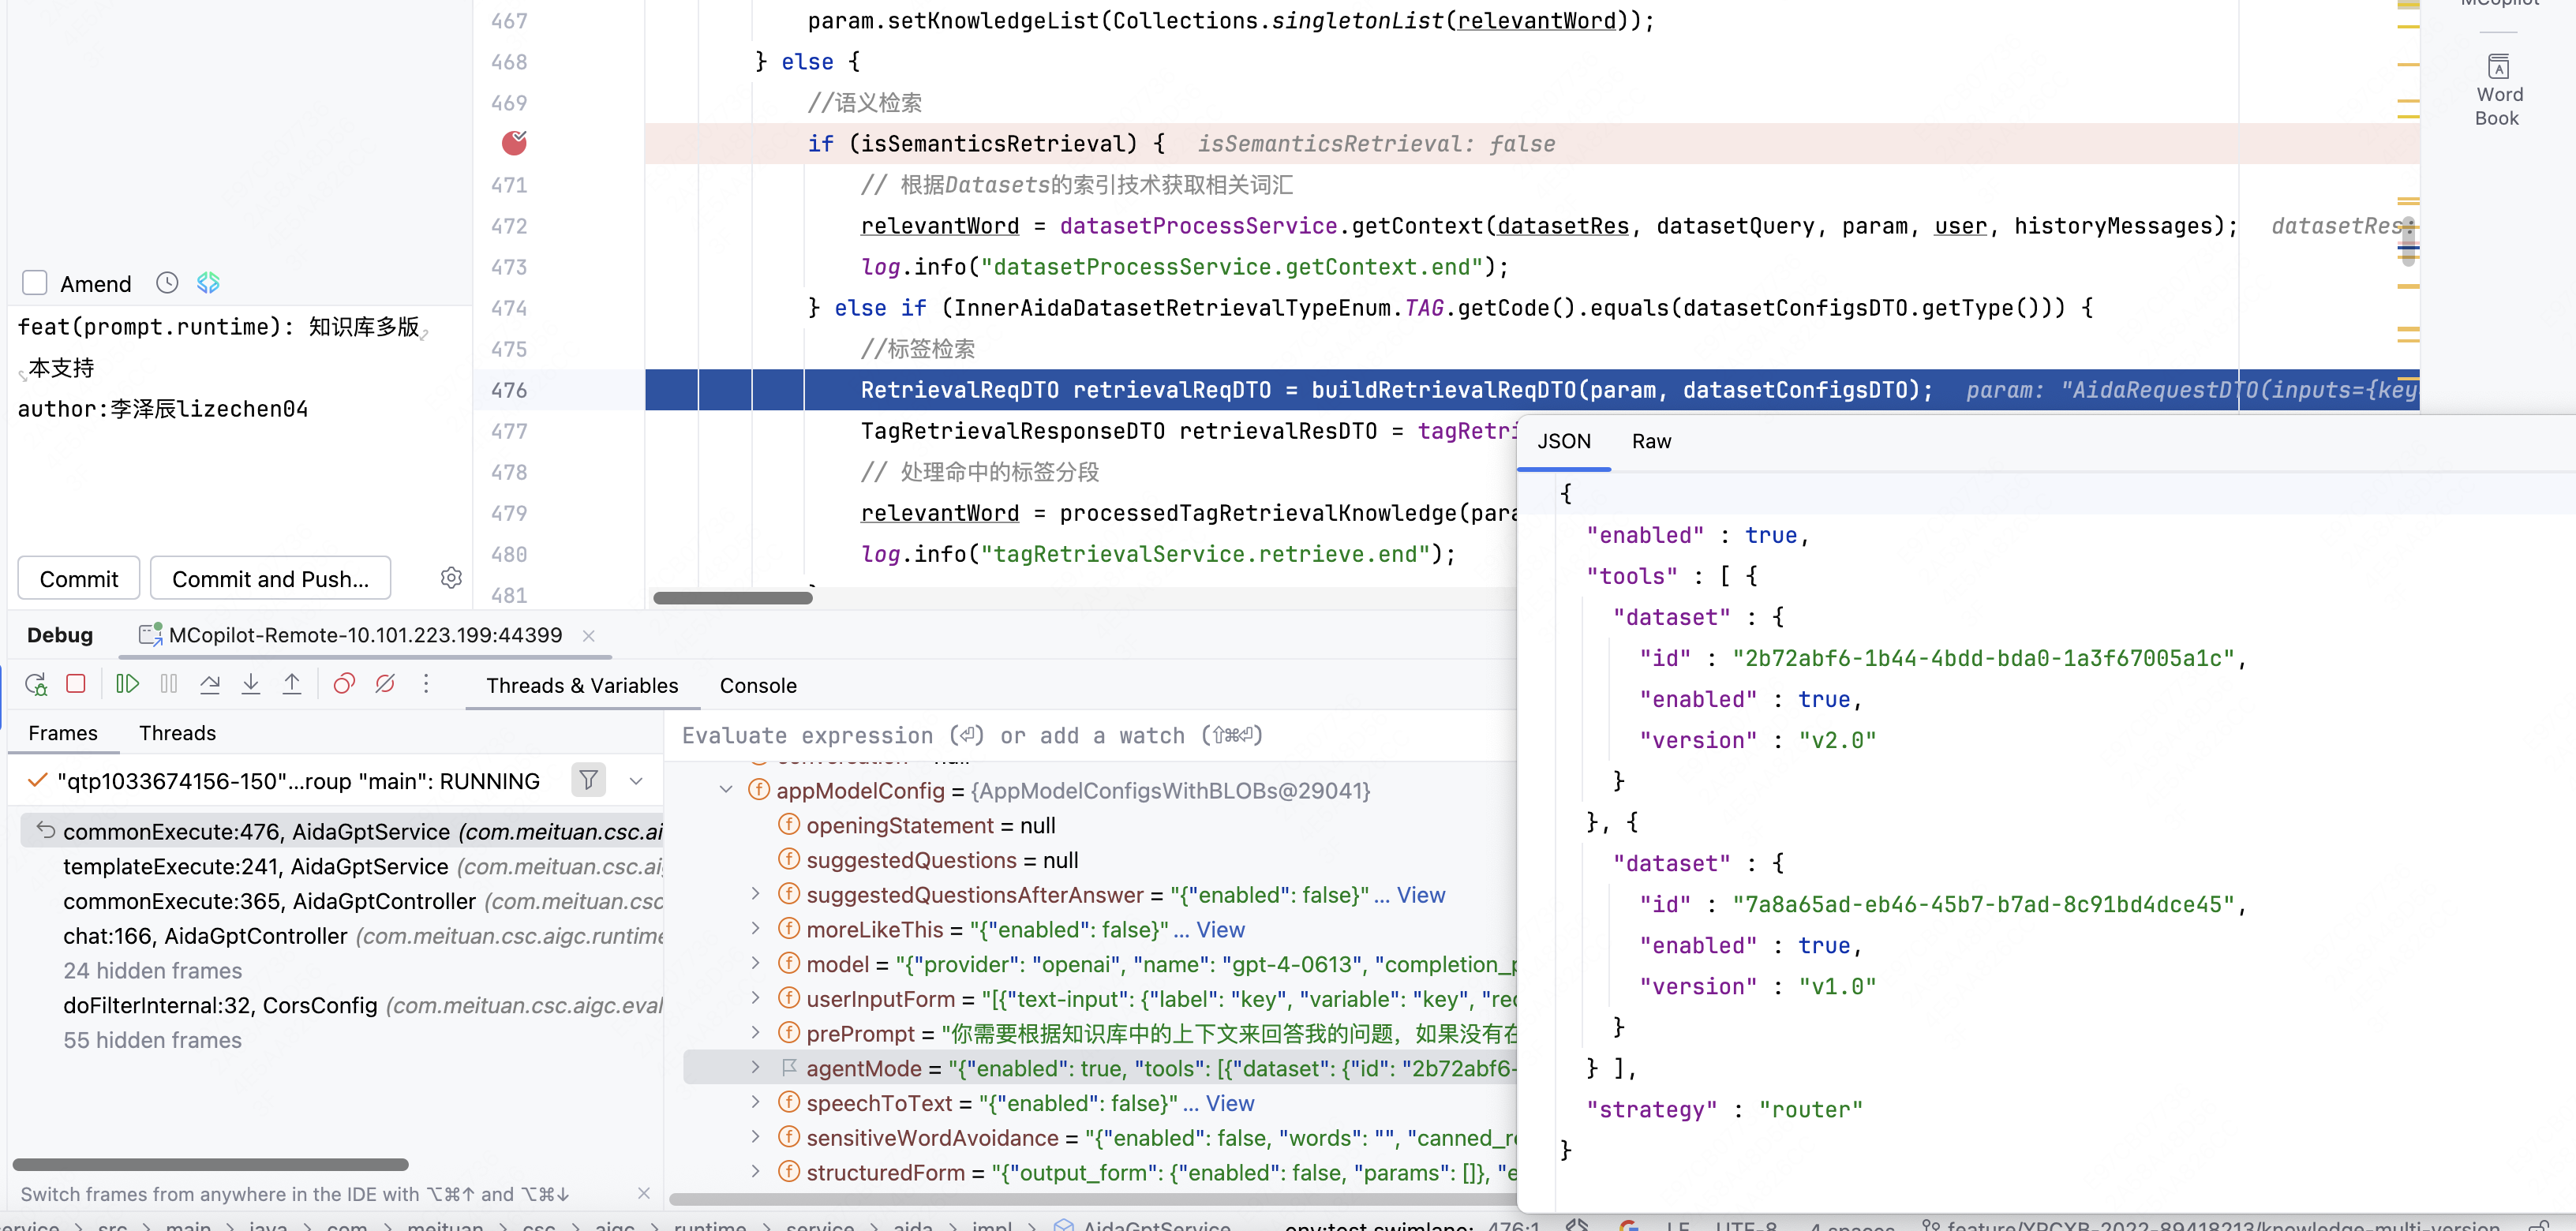 467 param.setKnowledgeList(Collections.singletonList(relevantWord));
468 } else {
469 //语义检索
if (isSemanticsRetrieval) { isSemanticsRetrieval: false
471 // 根据Datasets的索引技术获取相关词汇
472 relevantWord = datasetProcessService.getContext(datasetRes, datasetQuery, param, user, historyMessages); datasetRes:
473 log.info("datasetProcessService.getContext.end");
474 } else if (InnerAidaDatasetRetrievalTypeEnum.TAG.getCode().equals(datasetConfigsDTO.getType())) {
475 //标签检索
476 RetrievalReqDTO retrievalReqDTO = buildRetrievalReqDTO(param, datasetConfigsDTO); param: "AidaRequestDTO(inputs={key
477 TagRetrievalResponseDTO retrievalResDTO = tagRetri
478 // 处理命中的标签分段
479 relevantWord = processedTagRetrievalKnowledge(para
480 log.info("tagRetrievalService.retrieve.end");
481
MCopilot
Word
Book
Amend
feat(prompt.runtime): 知识库多版
本支持
author:李泽辰lizechen04
Commit
Commit and Push...
JSON
Raw
{
"enabled" : true,
"tools" : [ {
"dataset" : {
"id" : "2b72abf6-1b44-4bdd-bda0-1a3f67005a1c",
"enabled" : true,
"version" : "v2.0"
}
}, {
"dataset" : {
"id" : "7a8a65ad-eb46-45b7-b7ad-8c91bd4dce45",
"enabled" : true,
"version" : "v1.0"
}
} ],
"strategy" : "router"
}
Debug
MCopilot-Remote-10.101.223.199:44399
Threads & Variables
Console
Frames
Threads
"qtp1033674156-150"...roup "main": RUNNING
commonExecute:476, AidaGptService (com.meituan.csc.ai
templateExecute:241, AidaGptService (com.meituan.csc.ai
commonExecute:365, AidaGptController (com.meituan.csc
chat:166, AidaGptController (com.meituan.csc.aigc.runtime
24 hidden frames
doFilterInternal:32, CorsConfig (com.meituan.csc.aigc.eval
55 hidden frames
Switch frames from anywhere in the IDE with ⌥⌘↑ and ⌥⌘↓
Evaluate expression (⏎) or add a watch (⇧⌘⏎)
conversation = null
appModelConfig = {AppModelConfigsWithBLOBs@29041}
openingStatement = null
suggestedQuestions = null
suggestedQuestionsAfterAnswer = "{"enabled": false}" ... View
moreLikeThis = "{"enabled": false}" ... View
model = "{"provider": "openai", "name": "gpt-4-0613", "completion_p
userInputForm = "[{"text-input": {"label": "key", "variable": "key", "rec
prePrompt = "你需要根据知识库中的上下文来回答我的问题，如果没有在
agentMode = "{"enabled": true, "tools": [{"dataset": {"id": "2b72abf6-
speechToText = "{"enabled": false}" ... View
sensitiveWordAvoidance = "{"enabled": false, "words": "", "canned_re
structuredForm = "{"output_form": {"enabled": false, "params": []}, "e
service > src > main > java > com > meituan > csc > aigc > runtime > service > aida > impl > AidaGptService
env:test swimlane: 476:1 LF UTF-8 4 spaces feature/XPCXB-2022-89418213/knowledge-multi-version